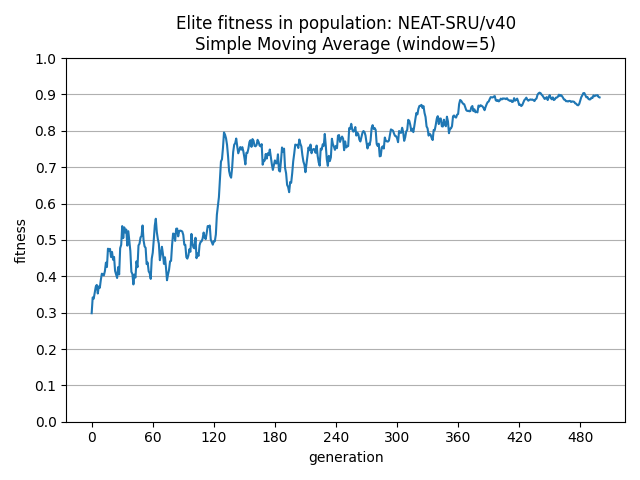 Elite fitness in population: NEAT-SRU/v40
Simple Moving Average (window=5)
1.0
0.9
0.8
0.7
0.6
0.5
0.4
0.3
0.2
0.1
0.0
fitness
0 60 120 180 240 300 360 420 480
generation